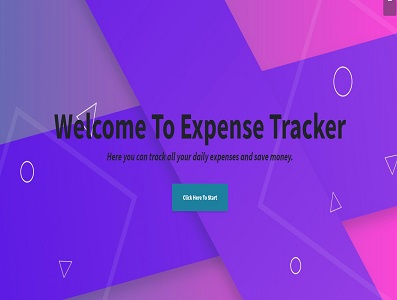 Welcome To Expense Tracker
Here you can track all your daily expenses and save money.
Click Here To Start